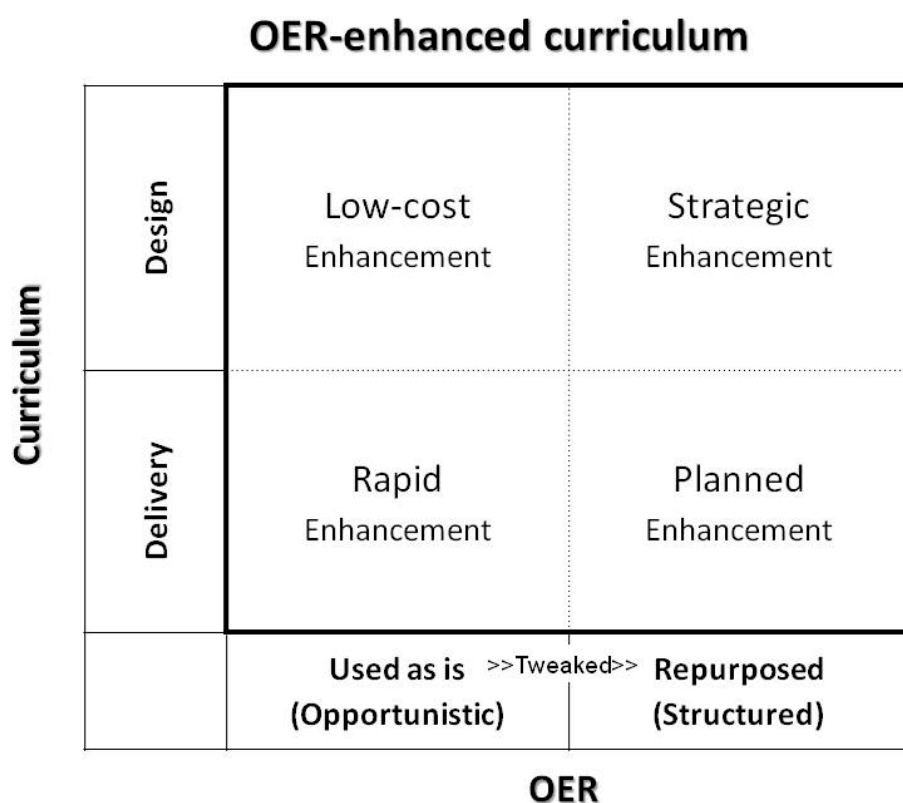 OER-enhanced curriculum
Curriculum
Design
Low-cost
Enhancement
Strategic
Enhancement
Delivery
Rapid
Enhancement
Planned
Enhancement
Used as is >>Tweaked>> Repurposed
(Opportunistic) (Structured)
OER